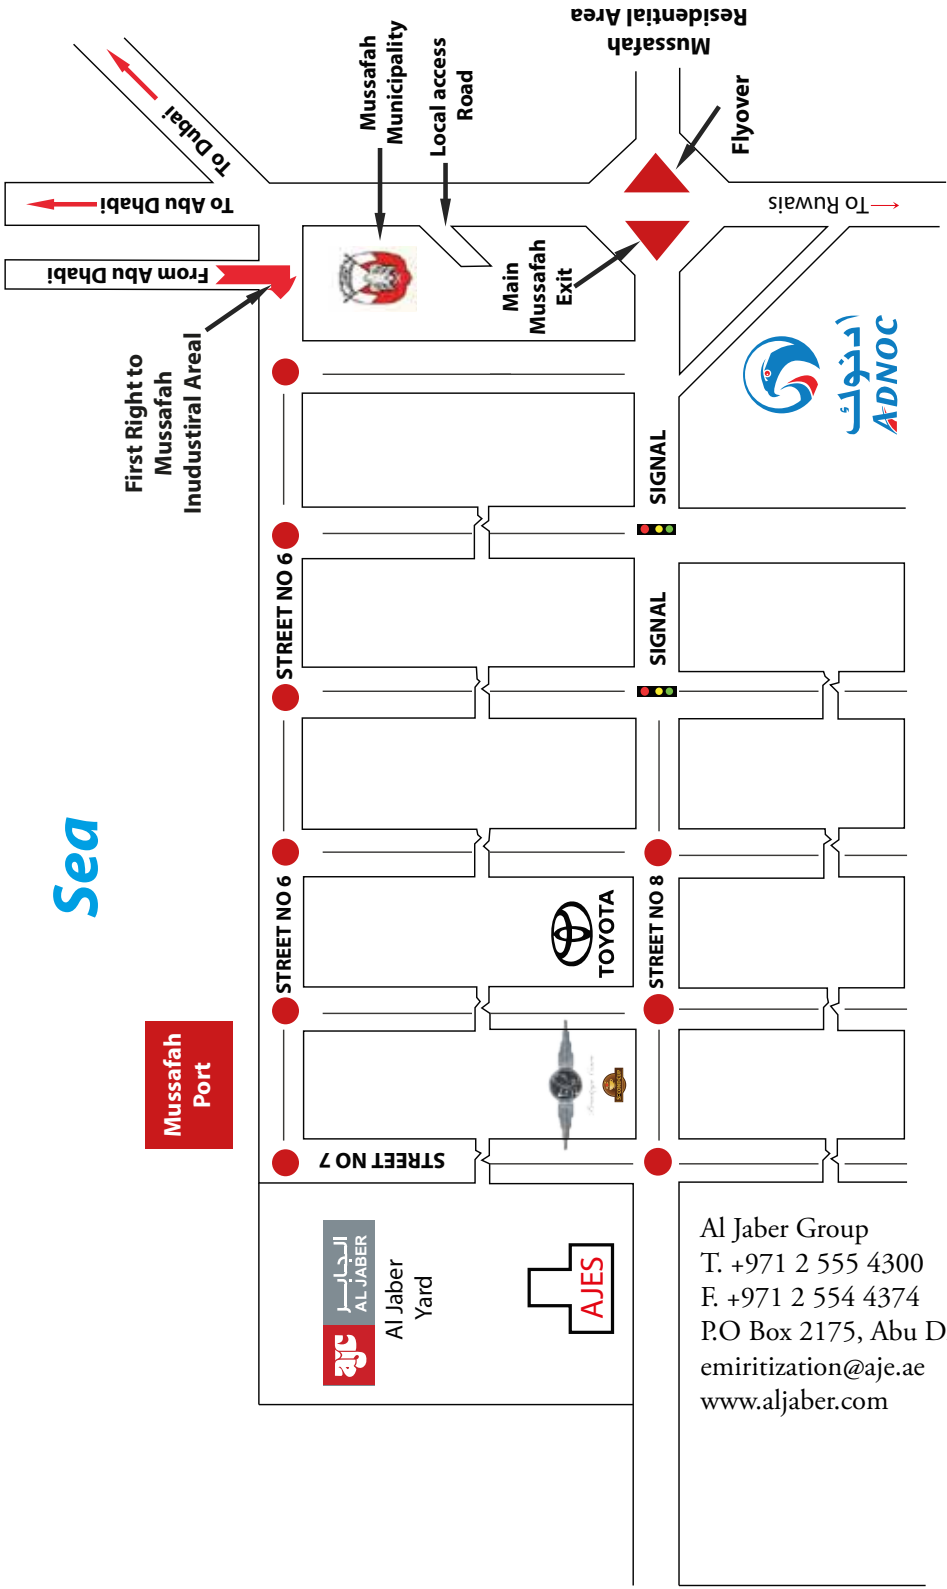 Mussafah
Residential Area
Mussafah
Municipality
Local access
Road
Flyover
To Dubai
To Abu Dhabi
From Abu Dhabi
To Ruwais
Main
Mussafah
Exit
First Right to
Mussafah
Inudustiral Areal
ادنوك
ADNOC
SIGNAL
SIGNAL
STREET NO 6
STREET NO 6
STREET NO 8
Sea
TOYOTA
Mussafah
Port
STREET NO 7
ajc
الجابر
AL JABER
Al Jaber
Yard
AJES
Al Jaber Group
T. +971 2 555 4300
F. +971 2 554 4374
P.O Box 2175, Abu D
emiritization@aje.ae
www.aljaber.com